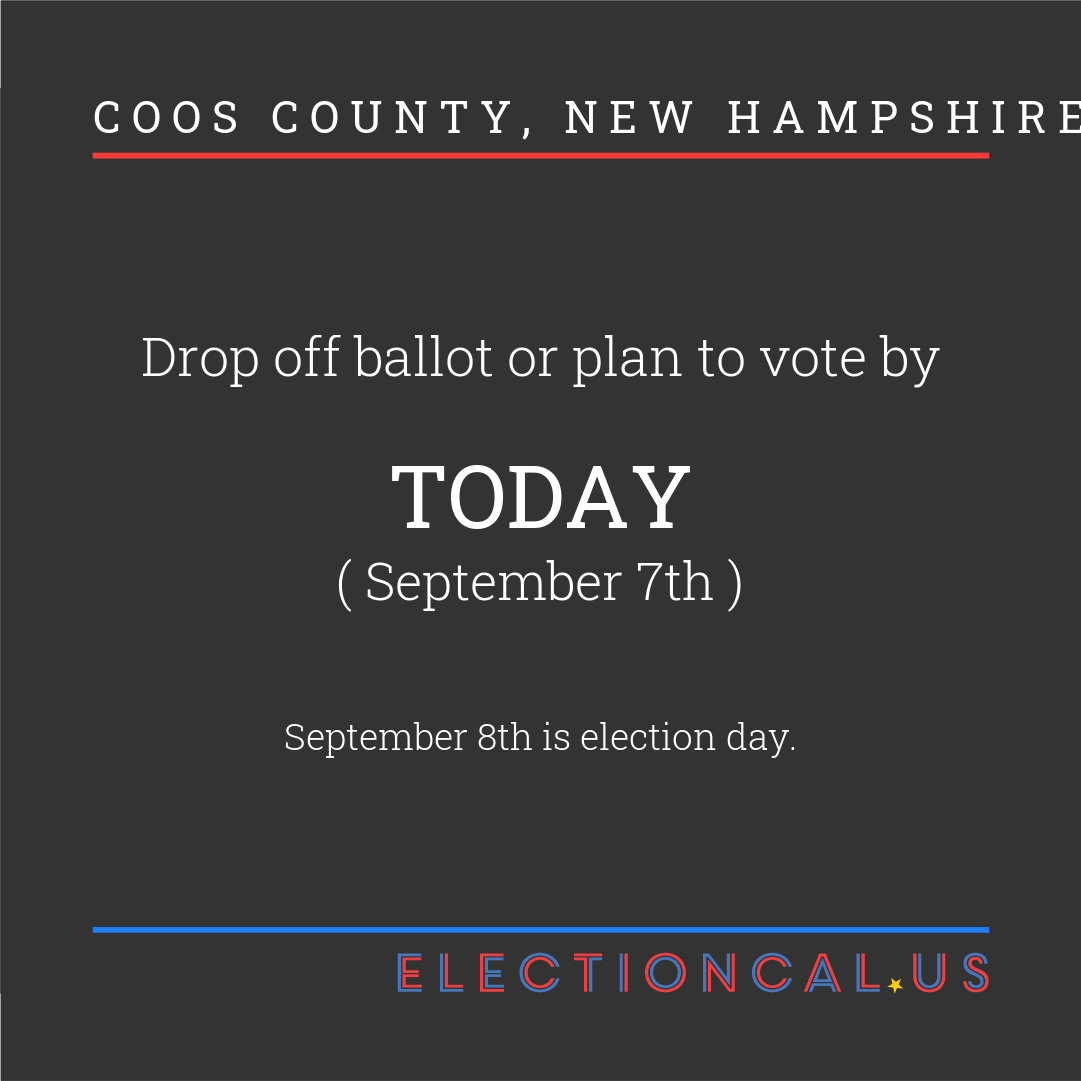 COOS COUNTY, NEW HAMPSHIRE
Drop off ballot or plan to vote by
TODAY
( September 7th )
September 8th is election day.
ELECTIONCAL.US